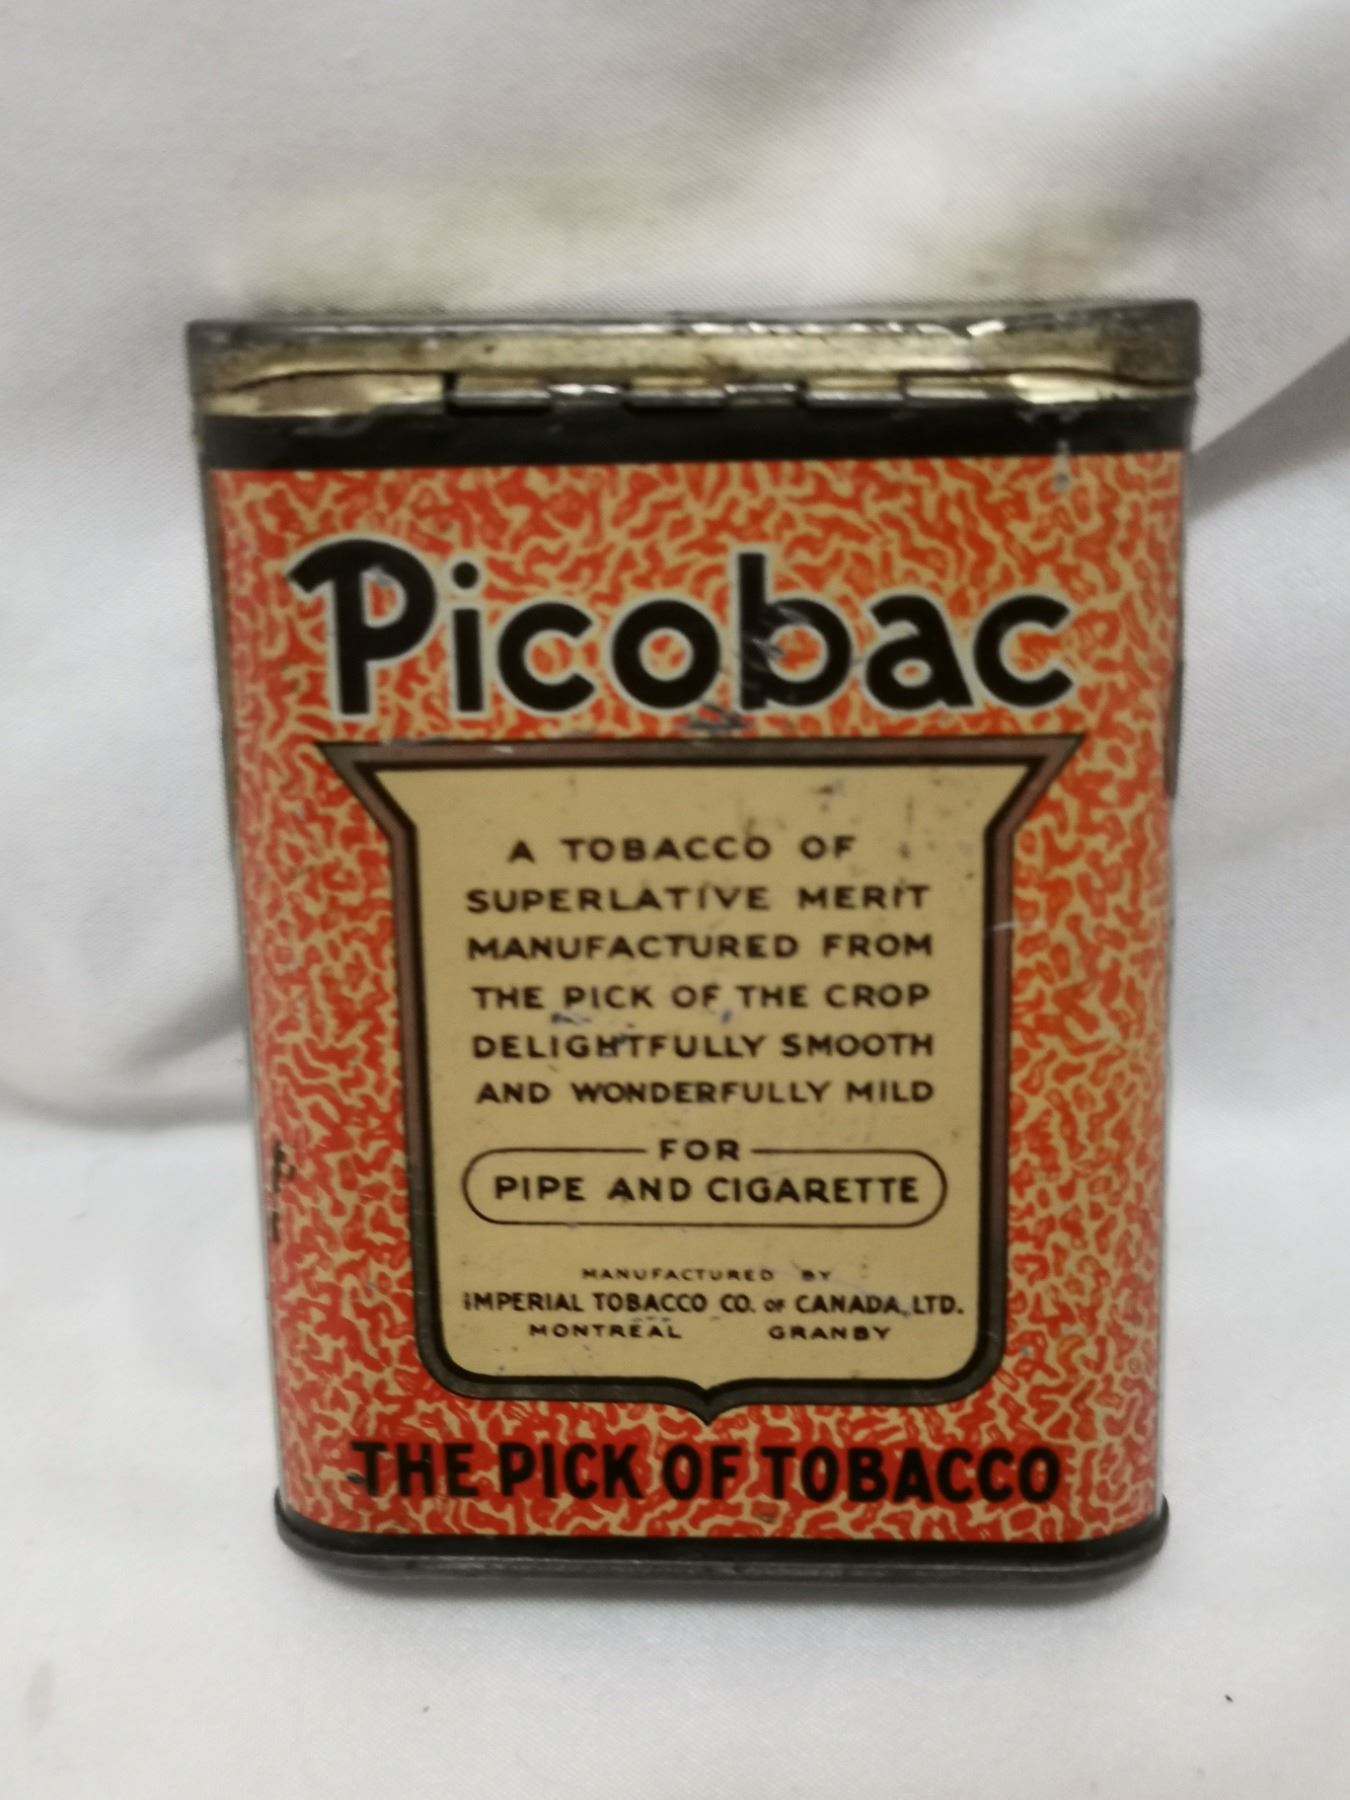 Picobac
A TOBACCO OF
SUPERLATIVE MERIT
MANUFACTURED FROM
THE PICK OF THE CROP
DELIGHTFULLY SMOOTH
AND WONDERFULLY MILD
FOR
PIPE AND CIGARETTE
MANUFACTURED BY
IMPERIAL TOBACCO CO. OF CANADA, LTD.
MONTREAL GRANBY
THE PICK OF TOBACCO